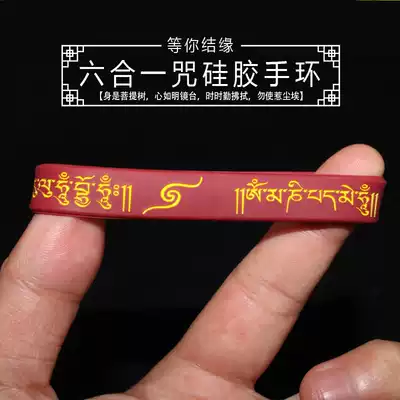 等你结缘
六合一咒硅胶手环
【身是菩提树，心如明镜台，时时勤拂拭，勿使惹尘埃】
ལུ་ཧཱུྃ་བྷྱོ་ཧཱུྃ༔ །། །།ཨོཾ་མ་ཎི་པད་མེ་ཧཱུྃ།།